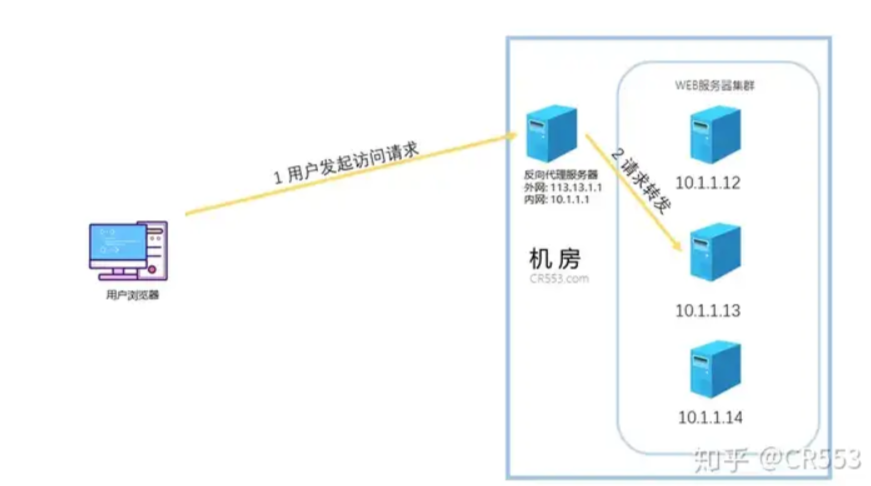 WEB服务器集群
1 用户发起访问请求
2 请求转发
反向代理服务器
外网: 113.13.1.1
内网: 10.1.1.1
10.1.1.12
机房
CR553.com
用户浏览器
10.1.1.13
10.1.1.14
知乎 @CR553